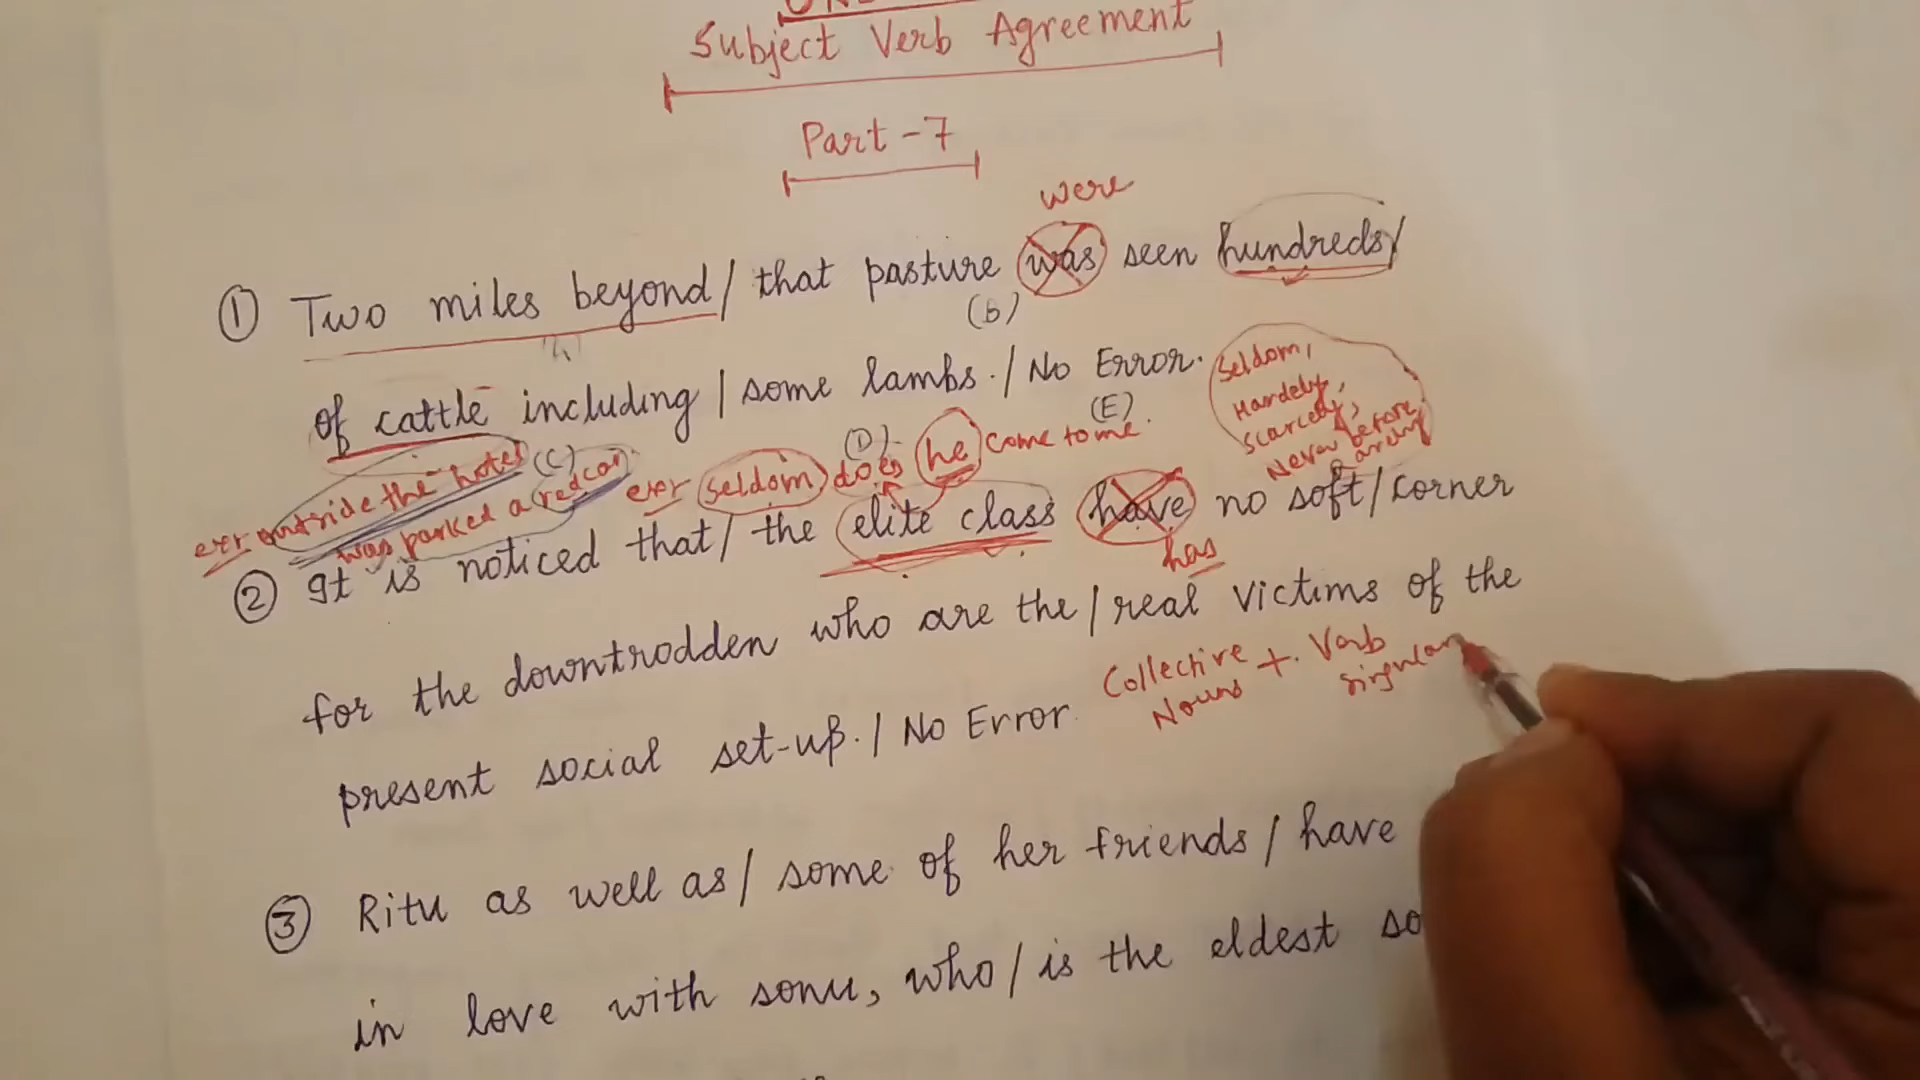 Subject Verb Agreement
Part - 7
were
① Two miles beyond / that pasture was seen hundreds /
(B)
of cattle including / some lambs. / No Error.
(C)
(D)
(E)
Seldom,
Hardely,
Scarcely,
Never before
exr outside the hotel
was parked a redcar.
exr seldom does he come to me.
② It is noticed that / the elite class have no soft / corner
has
for the downtrodden who are the / real victims of the
Collective + Verb
Nouns singular
present social set-up. / No Error
③ Ritu as well as / some of her friends / have
in love with sonu, who / is the eldest so